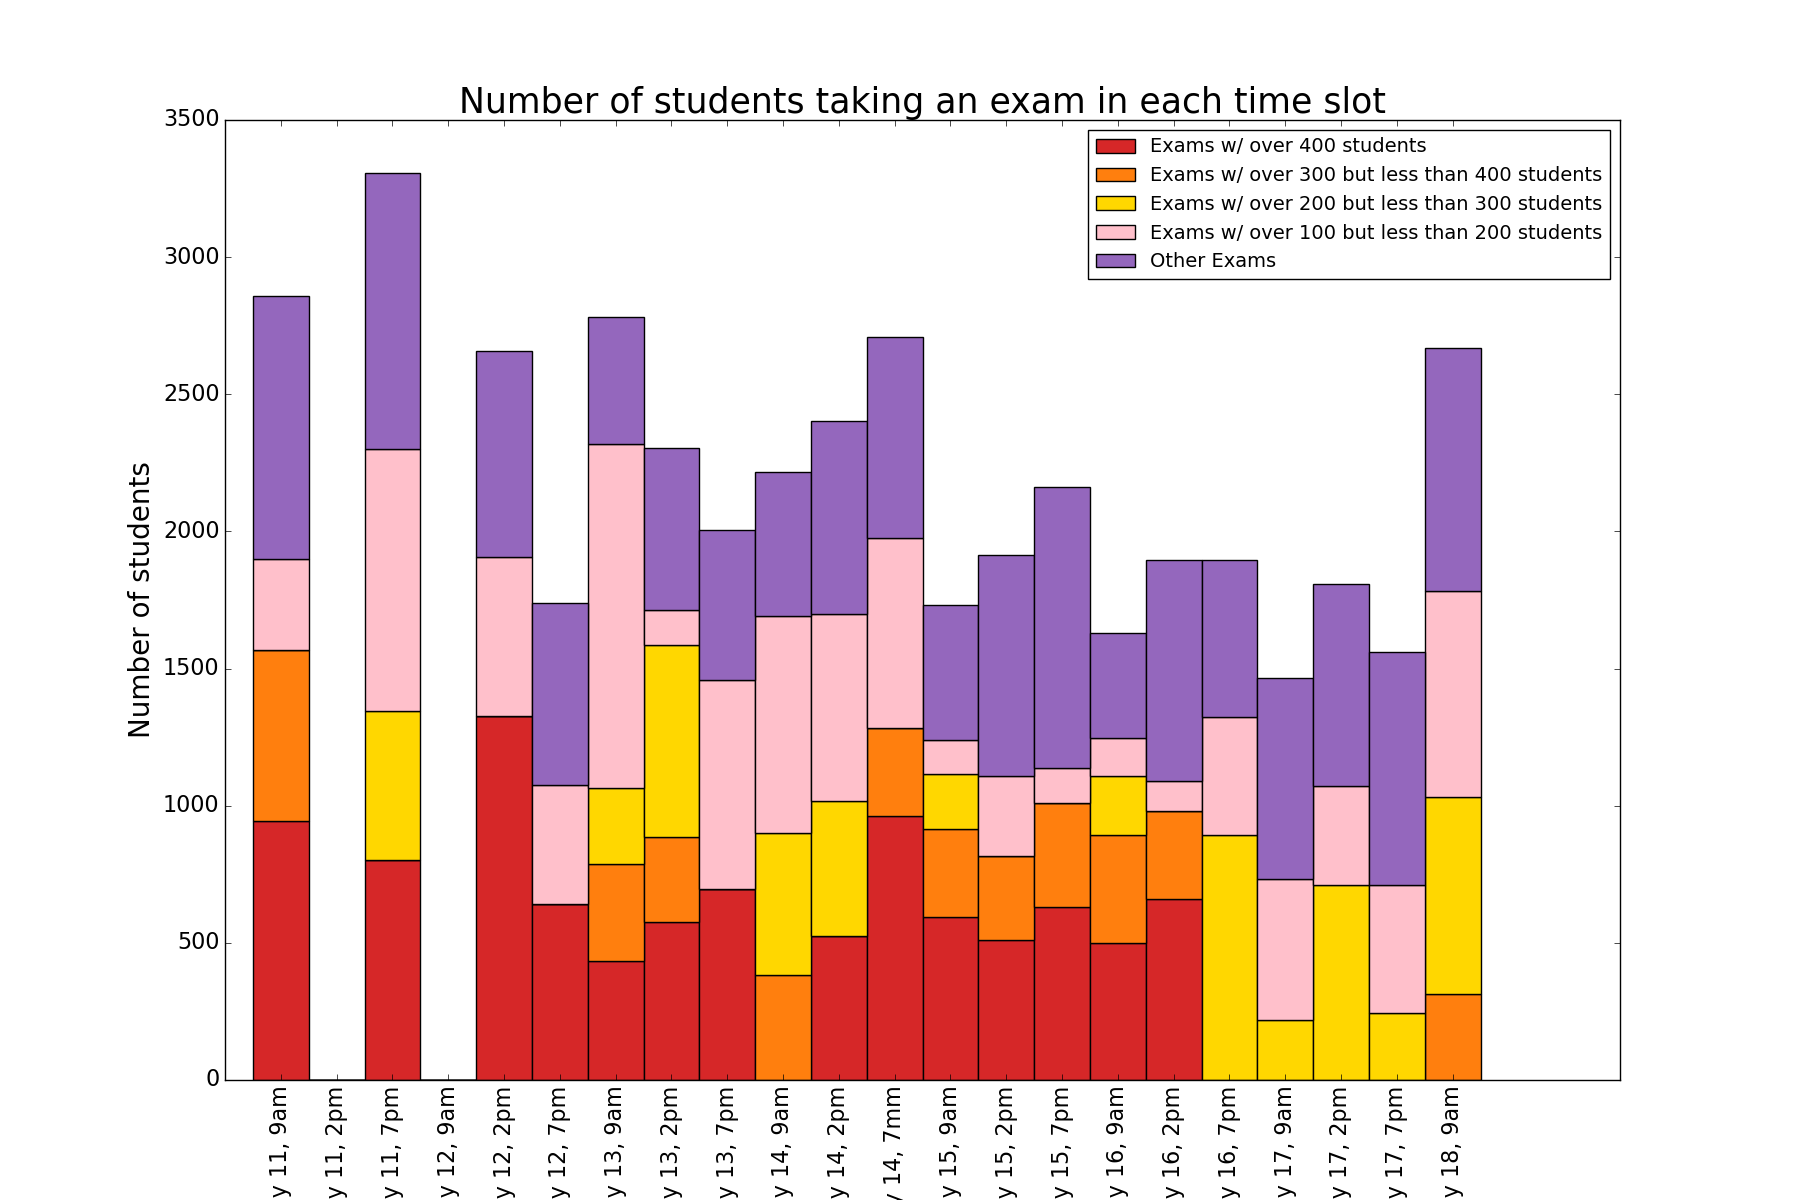 Number of students taking an exam in each time slot
3500
3000
2500
2000
1500
1000
500
0
Number of students
Exams w/ over 400 students
Exams w/ over 300 but less than 400 students
Exams w/ over 200 but less than 300 students
Exams w/ over 100 but less than 200 students
Other Exams
y 11, 9am
y 11, 2pm
y 11, 7pm
y 12, 9am
y 12, 2pm
y 12, 7pm
y 13, 9am
y 13, 2pm
y 13, 7pm
y 14, 9am
y 14, 2pm
y 14, 7mm
y 15, 9am
y 15, 2pm
y 15, 7pm
y 16, 9am
y 16, 2pm
y 16, 7pm
y 17, 9am
y 17, 2pm
y 17, 7pm
y 18, 9am